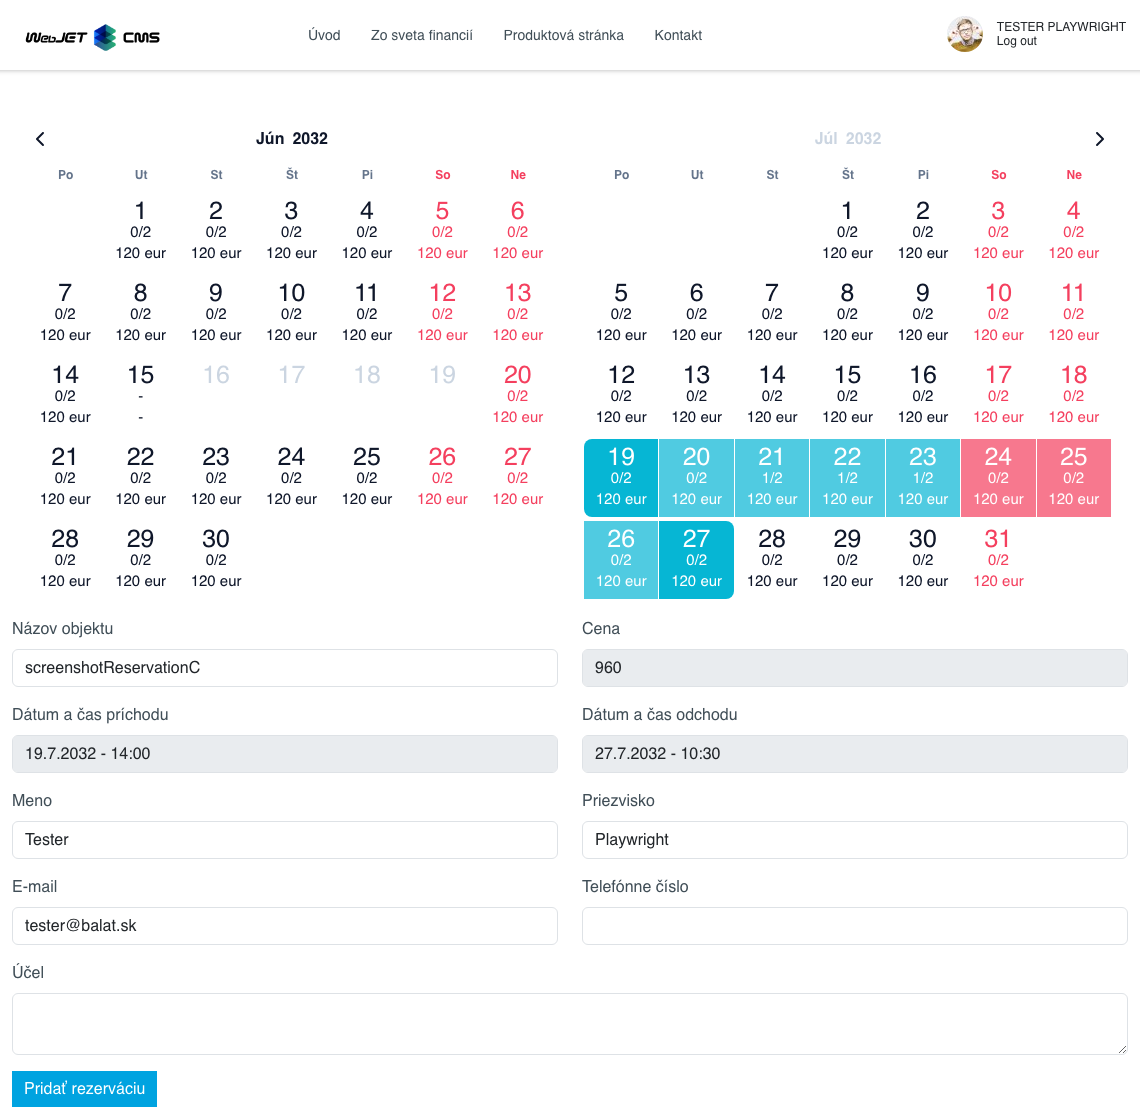 WebJET CMS Úvod Zo sveta financií Produktová stránka Kontakt TESTER PLAYWRIGHT
Log out
Jún 2032
Po Ut St Št Pi So Ne
1 2 3 4 5 6
0/2 0/2 0/2 0/2 0/2 0/2
120 eur 120 eur 120 eur 120 eur 120 eur 120 eur
7 8 9 10 11 12 13
0/2 0/2 0/2 0/2 0/2 0/2 0/2
120 eur 120 eur 120 eur 120 eur 120 eur 120 eur 120 eur
14 15 16 17 18 19 20
0/2 - 0/2
120 eur - 120 eur
21 22 23 24 25 26 27
0/2 0/2 0/2 0/2 0/2 0/2 0/2
120 eur 120 eur 120 eur 120 eur 120 eur 120 eur 120 eur
28 29 30
0/2 0/2 0/2
120 eur 120 eur 120 eur
Júl 2032
Po Ut St Št Pi So Ne
1 2 3 4
0/2 0/2 0/2 0/2
120 eur 120 eur 120 eur 120 eur
5 6 7 8 9 10 11
0/2 0/2 0/2 0/2 0/2 0/2 0/2
120 eur 120 eur 120 eur 120 eur 120 eur 120 eur 120 eur
12 13 14 15 16 17 18
0/2 0/2 0/2 0/2 0/2 0/2 0/2
120 eur 120 eur 120 eur 120 eur 120 eur 120 eur 120 eur
19 20 21 22 23 24 25
0/2 0/2 1/2 1/2 1/2 0/2 0/2
120 eur 120 eur 120 eur 120 eur 120 eur 120 eur 120 eur
26 27 28 29 30 31
0/2 0/2 0/2 0/2 0/2 0/2
120 eur 120 eur 120 eur 120 eur 120 eur 120 eur
Názov objektu
screenshotReservationC
Cena
960
Dátum a čas príchodu
19.7.2032 - 14:00
Dátum a čas odchodu
27.7.2032 - 10:30
Meno
Tester
Priezvisko
Playwright
E-mail
tester@balat.sk
Telefónne číslo
Účel
Pridať rezerváciu